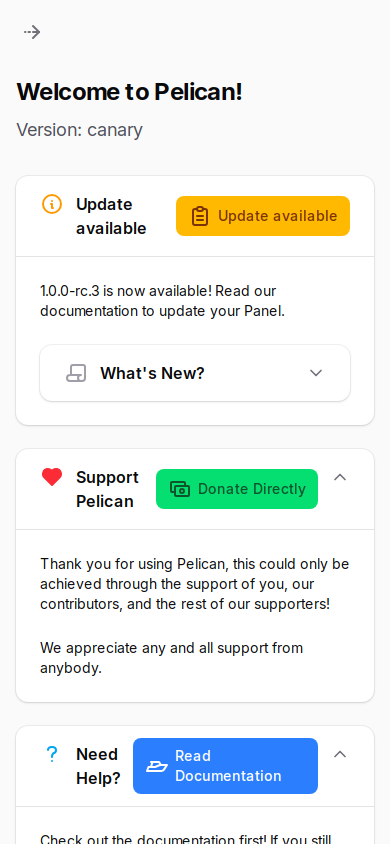 Welcome to Pelican!
Version: canary
Update
available
Update available
1.0.0-rc.3 is now available! Read our
documentation to update your Panel.
What's New?
Support
Pelican
Donate Directly
Thank you for using Pelican, this could only be
achieved through the support of you, our
contributors, and the rest of our supporters!
We appreciate any and all support from
anybody.
Need
Help?
Read
Documentation
Check out the documentation first! If you still